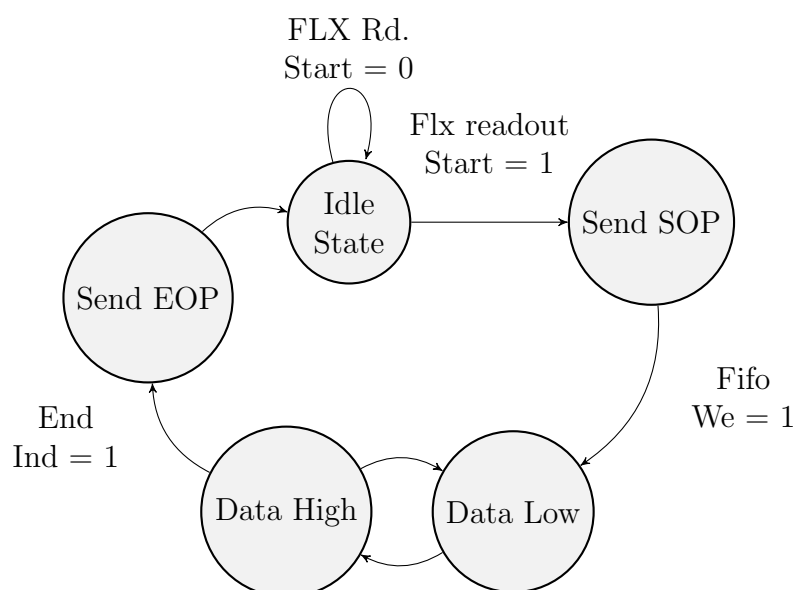 FLX Rd.
Start = 0
Flx readout
Start = 1
Idle
State
Send SOP
Send EOP
Fifo
We = 1
End
Ind = 1
Data High
Data Low